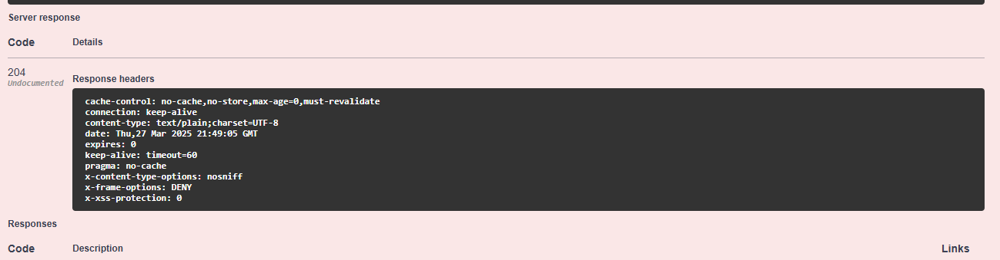 Server response
Code Details
204
Undocumented
Response headers
cache-control: no-cache,no-store,max-age=0,must-revalidate
connection: keep-alive
content-type: text/plain;charset=UTF-8
date: Thu,27 Mar 2025 21:49:05 GMT
expires: 0
keep-alive: timeout=60
pragma: no-cache
x-content-type-options: nosniff
x-frame-options: DENY
x-xss-protection: 0
Responses
Code Description Links